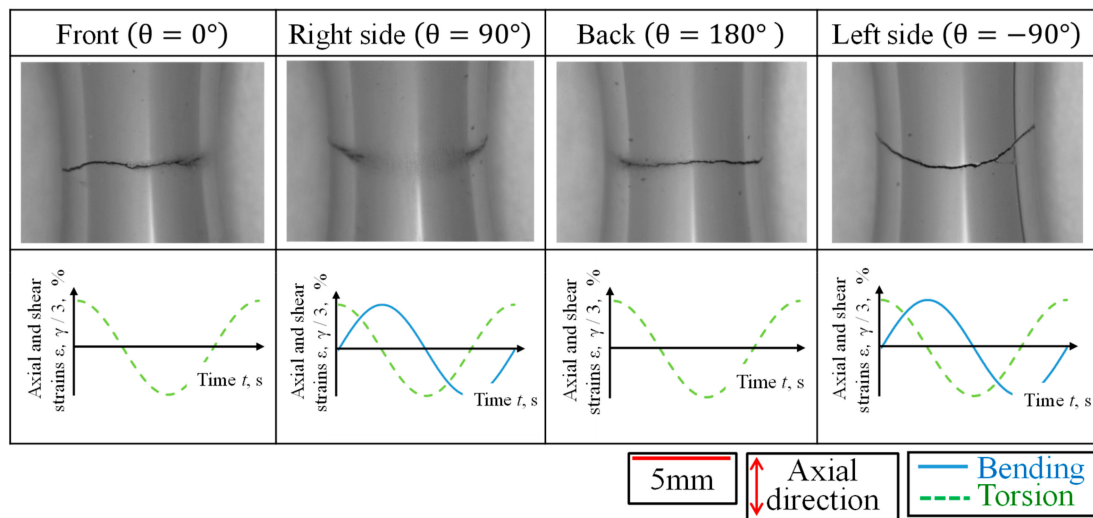 Front (θ = 0°)
Right side (θ = 90°)
Back (θ = 180° )
Left side (θ = −90°)
Axial and shear
strains ε, γ / 3, %
Time t, s
Axial and shear
strains ε, γ / 3, %
Time t, s
Axial and shear
strains ε, γ / 3, %
Time t, s
Axial and shear
strains ε, γ / 3, %
Time t, s
5mm
Axial
direction
Bending
Torsion